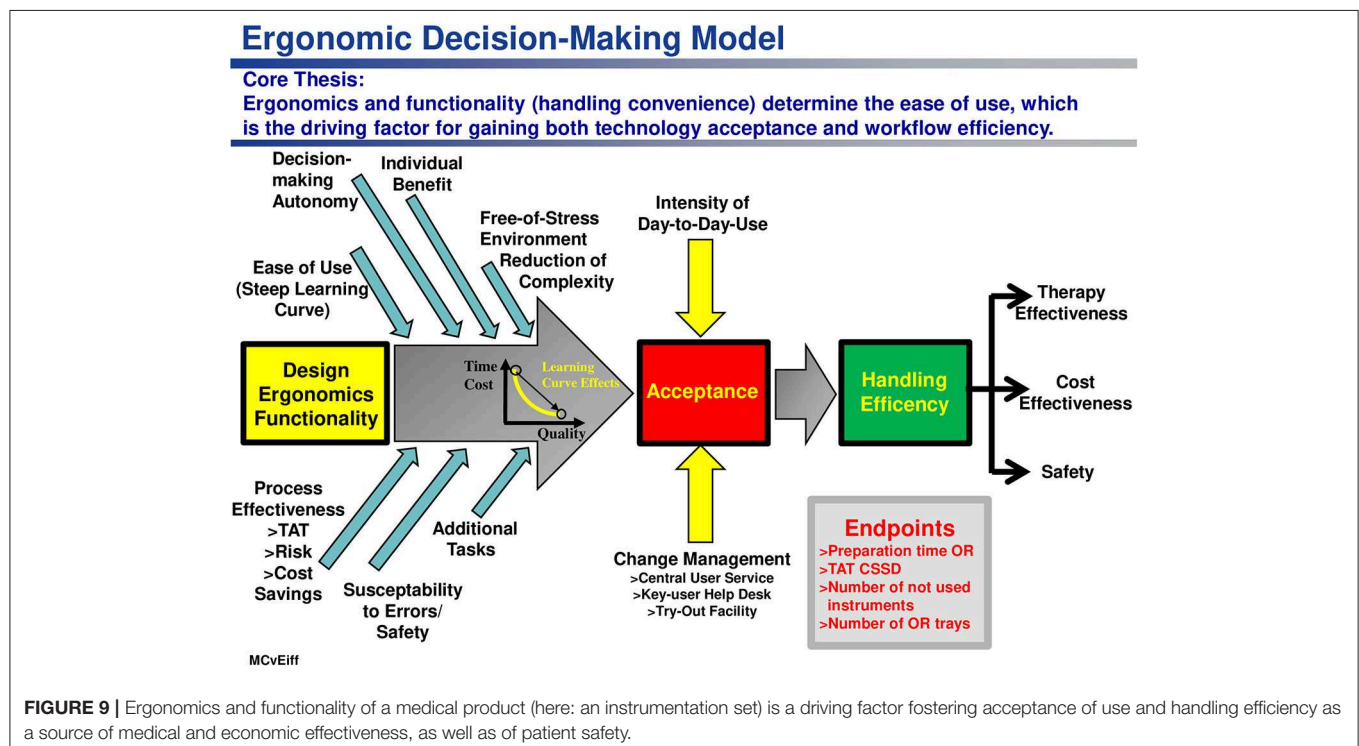 Ergonomic Decision-Making Model
Core Thesis:
Ergonomics and functionality (handling convenience) determine the ease of use, which
is the driving factor for gaining both technology acceptance and workflow efficiency.
Decision-
making
Autonomy
Individual
Benefit
Free-of-Stress
Environment
Reduction of
Complexity
Ease of Use
(Steep Learning
Curve)
Intensity of
Day-to-Day-Use
Design
Ergonomics
Functionality
Time
Cost
Learning
Curve Effects
Quality
Acceptance
Handling
Efficency
Therapy
Effectiveness
Cost
Effectiveness
Safety
Process
Effectiveness
>TAT
>Risk
>Cost
Savings
Susceptability
to Errors/
Safety
Additional
Tasks
Change Management
>Central User Service
>Key-user Help Desk
>Try-Out Facility
Endpoints
>Preparation time OR
>TAT CSSD
>Number of not used
instruments
>Number of OR trays
MCvEiff
FIGURE 9 | Ergonomics and functionality of a medical product (here: an instrumentation set) is a driving factor fostering acceptance of use and handling efficiency as
a source of medical and economic effectiveness, as well as of patient safety.